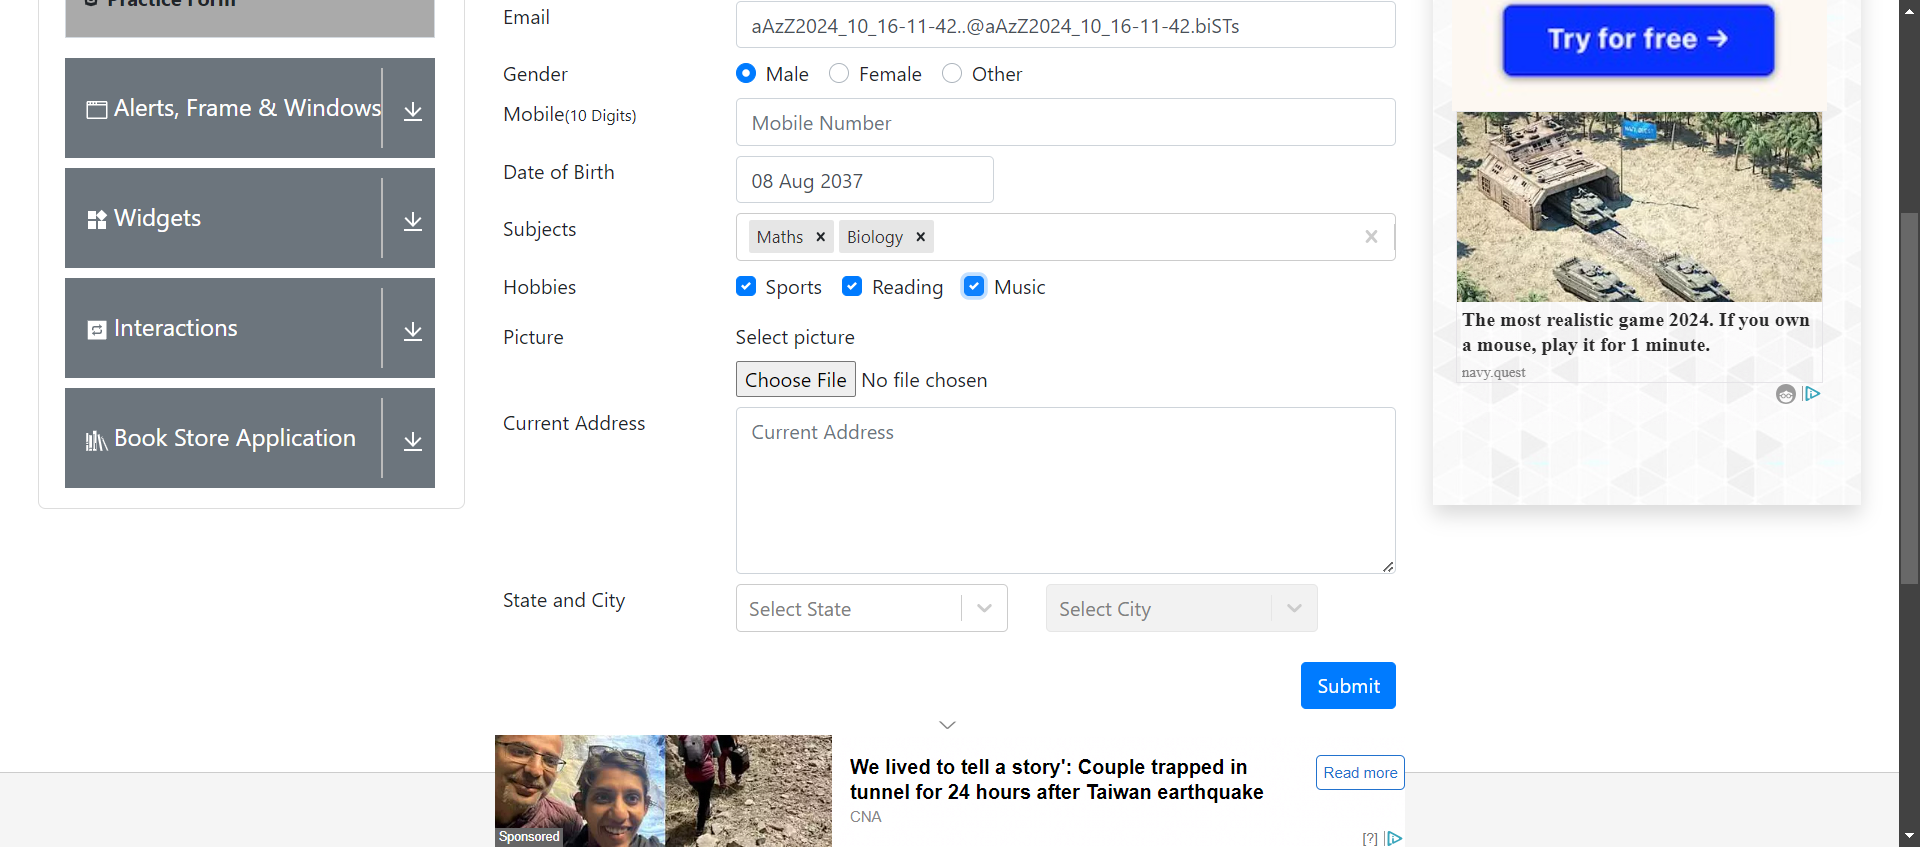 Practice Form
Alerts, Frame & Windows
Widgets
Interactions
Book Store Application
Email
aAzZ2024_10_16-11-42..@aAzZ2024_10_16-11-42.biSTs
Gender
Male Female Other
Mobile(10 Digits)
Mobile Number
Date of Birth
08 Aug 2037
Subjects
Maths × Biology ×
Hobbies
Sports Reading Music
Picture
Select picture
Choose File No file chosen
Current Address
Current Address
State and City
Select State
Select City
Submit
Try for free →
NAVY.QUEST
The most realistic game 2024. If you own
a mouse, play it for 1 minute.
navy.quest
Sponsored
We lived to tell a story': Couple trapped in
tunnel for 24 hours after Taiwan earthquake
CNA
Read more
[?]